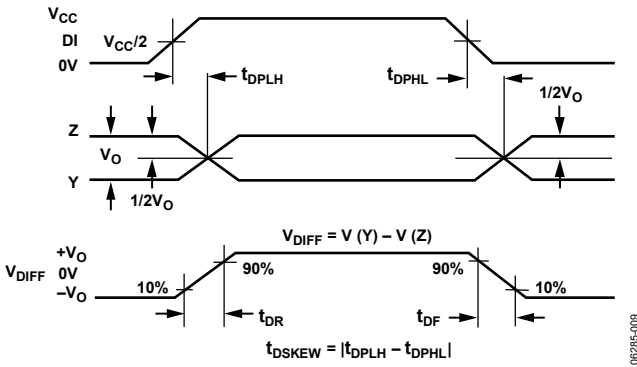 VCC
DI VCC/2
0V
tDPLH
tDPHL
1/2VO
Z
VO
Y
1/2VO
VDIFF = V (Y) – V (Z)
+VO
VDIFF 0V
–VO
10%
90%
90%
10%
tDR
tDF
tDSKEW = |tDPLH – tDPHL|
06285-009